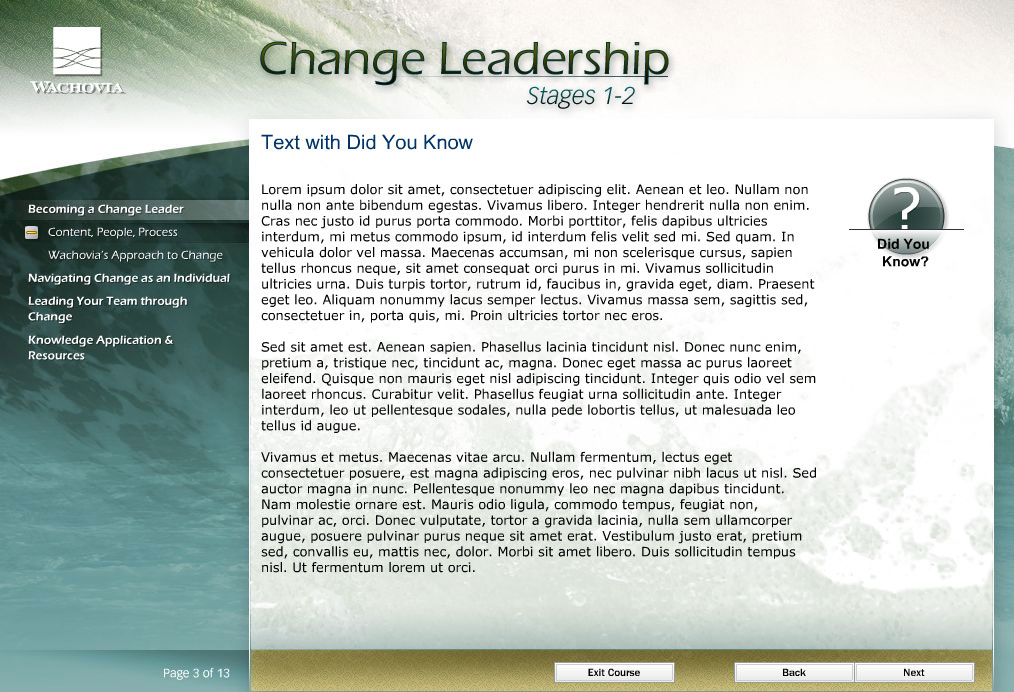 WACHOVIA
Change Leadership
Stages 1-2
Becoming a Change Leader
Content, People, Process
Wachovia's Approach to Change
Navigating Change as an Individual
Leading Your Team through
Change
Knowledge Application &
Resources
Text with Did You Know
Lorem ipsum dolor sit amet, consectetuer adipiscing elit. Aenean et leo. Nullam non
nulla non ante bibendum egestas. Vivamus libero. Integer hendrerit nulla non enim.
Cras nec justo id purus porta commodo. Morbi porttitor, felis dapibus ultricies
interdum, mi metus commodo ipsum, id interdum felis velit sed mi. Sed quam. In
vehicula dolor vel massa. Maecenas accumsan, mi non scelerisque cursus, sapien
tellus rhoncus neque, sit amet consequat orci purus in mi. Vivamus sollicitudin
ultricies urna. Duis turpis tortor, rutrum id, faucibus in, gravida eget, diam. Praesent
eget leo. Aliquam nonummy lacus semper lectus. Vivamus massa sem, sagittis sed,
consectetuer in, porta quis, mi. Proin ultricies tortor nec eros.
Sed sit amet est. Aenean sapien. Phasellus lacinia tincidunt nisl. Donec nunc enim,
pretium a, tristique nec, tincidunt ac, magna. Donec eget massa ac purus laoreet
eleifend. Quisque non mauris eget nisl adipiscing tincidunt. Integer quis odio vel sem
laoreet rhoncus. Curabitur velit. Phasellus feugiat urna sollicitudin ante. Integer
interdum, leo ut pellentesque sodales, nulla pede lobortis tellus, ut malesuada leo
tellus id augue.
Vivamus et metus. Maecenas vitae arcu. Nullam fermentum, lectus eget
consectetuer posuere, est magna adipiscing eros, nec pulvinar nibh lacus ut nisl. Sed
auctor magna in nunc. Pellentesque nonummy leo nec magna dapibus tincidunt.
Nam molestie ornare est. Mauris odio ligula, commodo tempus, feugiat non,
pulvinar ac, orci. Donec vulputate, tortor a gravida lacinia, nulla sem ullamcorper
augue, posuere pulvinar purus neque sit amet erat. Vestibulum justo erat, pretium
sed, convallis eu, mattis nec, dolor. Morbi sit amet libero. Duis sollicitudin tempus
nisl. Ut fermentum lorem ut orci.
?
Did You
Know?
Page 3 of 13
Exit Course
Back
Next